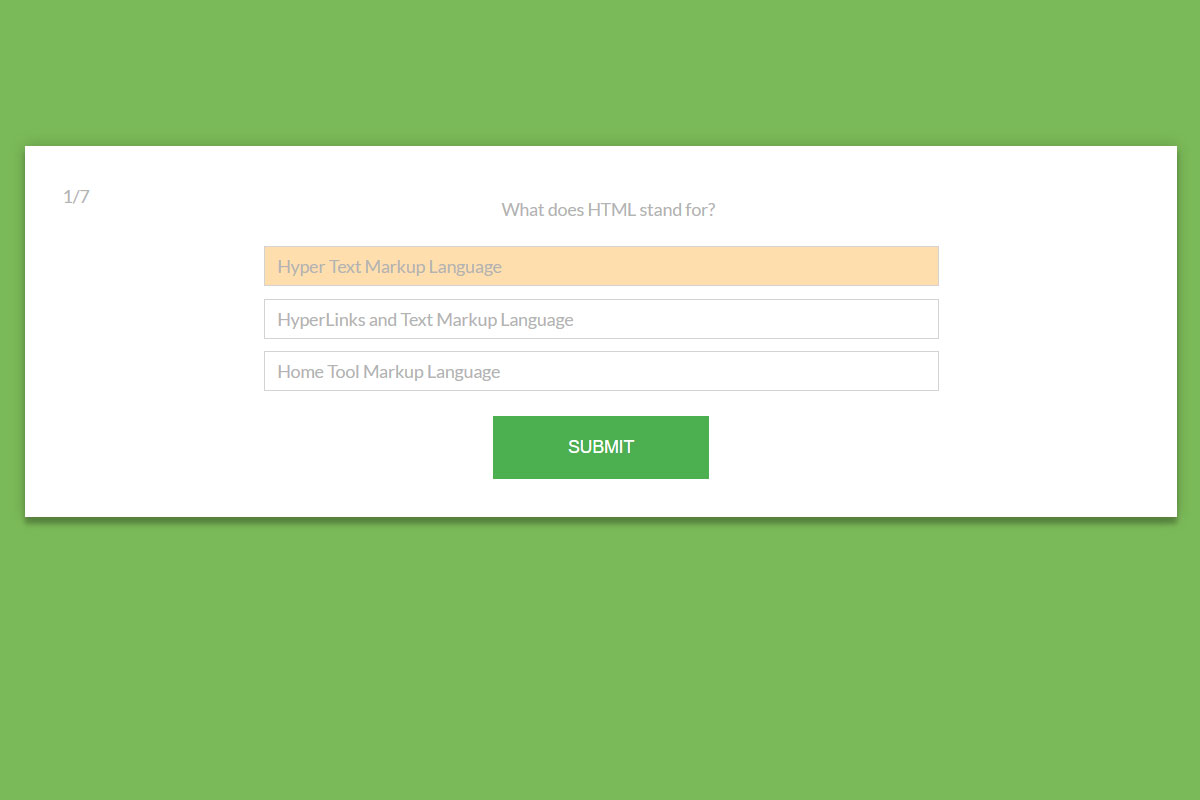 1/7
What does HTML stand for?
Hyper Text Markup Language
HyperLinks and Text Markup Language
Home Tool Markup Language
SUBMIT